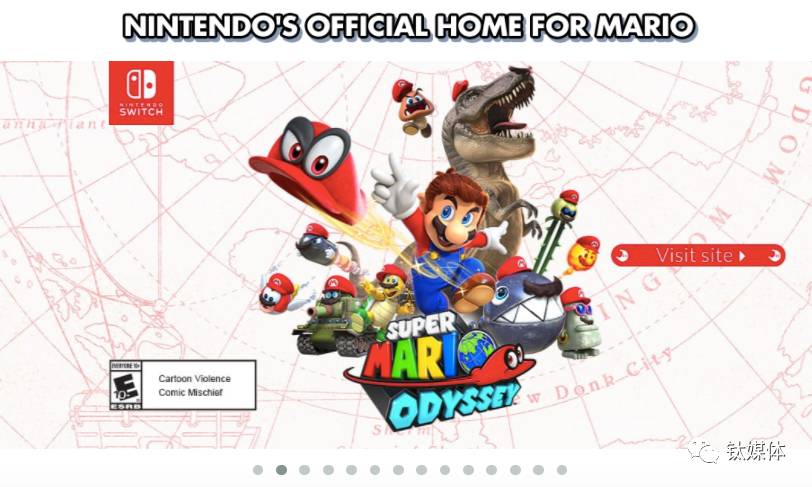 NINTENDO'S OFFICIAL HOME FOR MARIO
NINTENDO
SWITCH
Visit site
SUPER
MARIO
ODYSSEY
EVERYONE 10+
E
10+
ESRB
Cartoon Violence
Comic Mischief
New Donk City
钛媒体